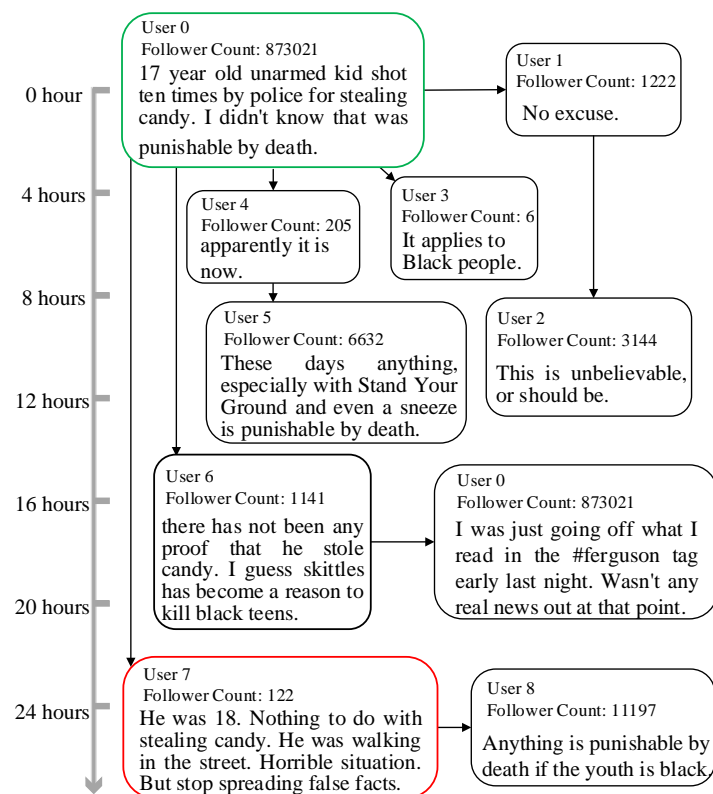 User 0
Follower Count: 873021
17 year old unarmed kid shot
ten times by police for stealing
candy. I didn't know that was
punishable by death.
User 1
Follower Count: 1222
No excuse.
0 hour
4 hours
User 4
Follower Count: 205
apparently it is
now.
User 3
Follower Count: 6
It applies to
Black people.
8 hours
User 5
Follower Count: 6632
These days anything,
especially with Stand Your
Ground and even a sneeze
is punishable by death.
User 2
Follower Count: 3144
This is unbelievable,
or should be.
12 hours
User 6
Follower Count: 1141
there has not been any
proof that he stole
candy. I guess skittles
has become a reason to
kill black teens.
User 0
Follower Count: 873021
I was just going off what I
read in the #ferguson tag
early last night. Wasn't any
real news out at that point.
16 hours
20 hours
User 7
Follower Count: 122
He was 18. Nothing to do with
stealing candy. He was walking
in the street. Horrible situation.
But stop spreading false facts.
User 8
Follower Count: 11197
Anything is punishable by
death if the youth is black.
24 hours